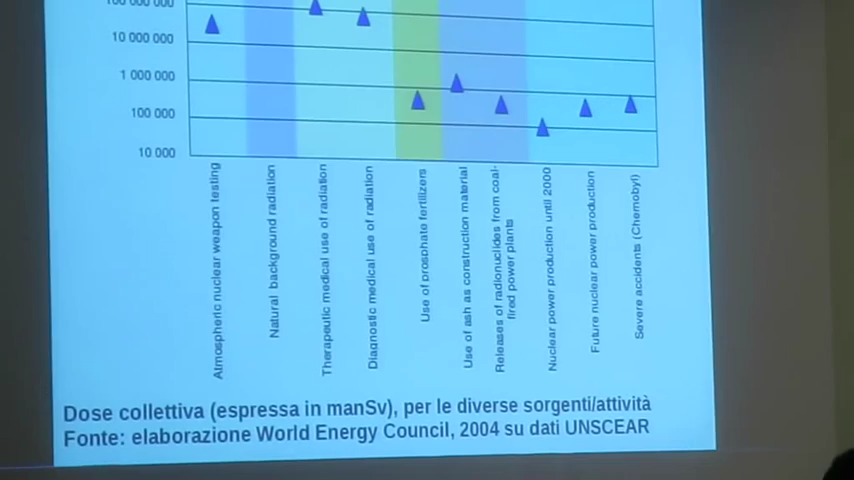 100 000 000
10 000 000
1 000 000
100 000
10 000
Atmospheric nuclear weapon testing
Natural background radiation
Therapeutic medical use of radiation
Diagnostic medical use of radiation
Use of prosphate fertilizers
Use of ash as construction material
Releases of radionuclides from coal-
fired power plants
Nuclear power production until 2000
Future nuclear power production
Severe accidents (Chernobyl)
Dose collettiva (espressa in manSv), per le diverse sorgenti/attività
Fonte: elaborazione World Energy Council, 2004 su dati UNSCEAR